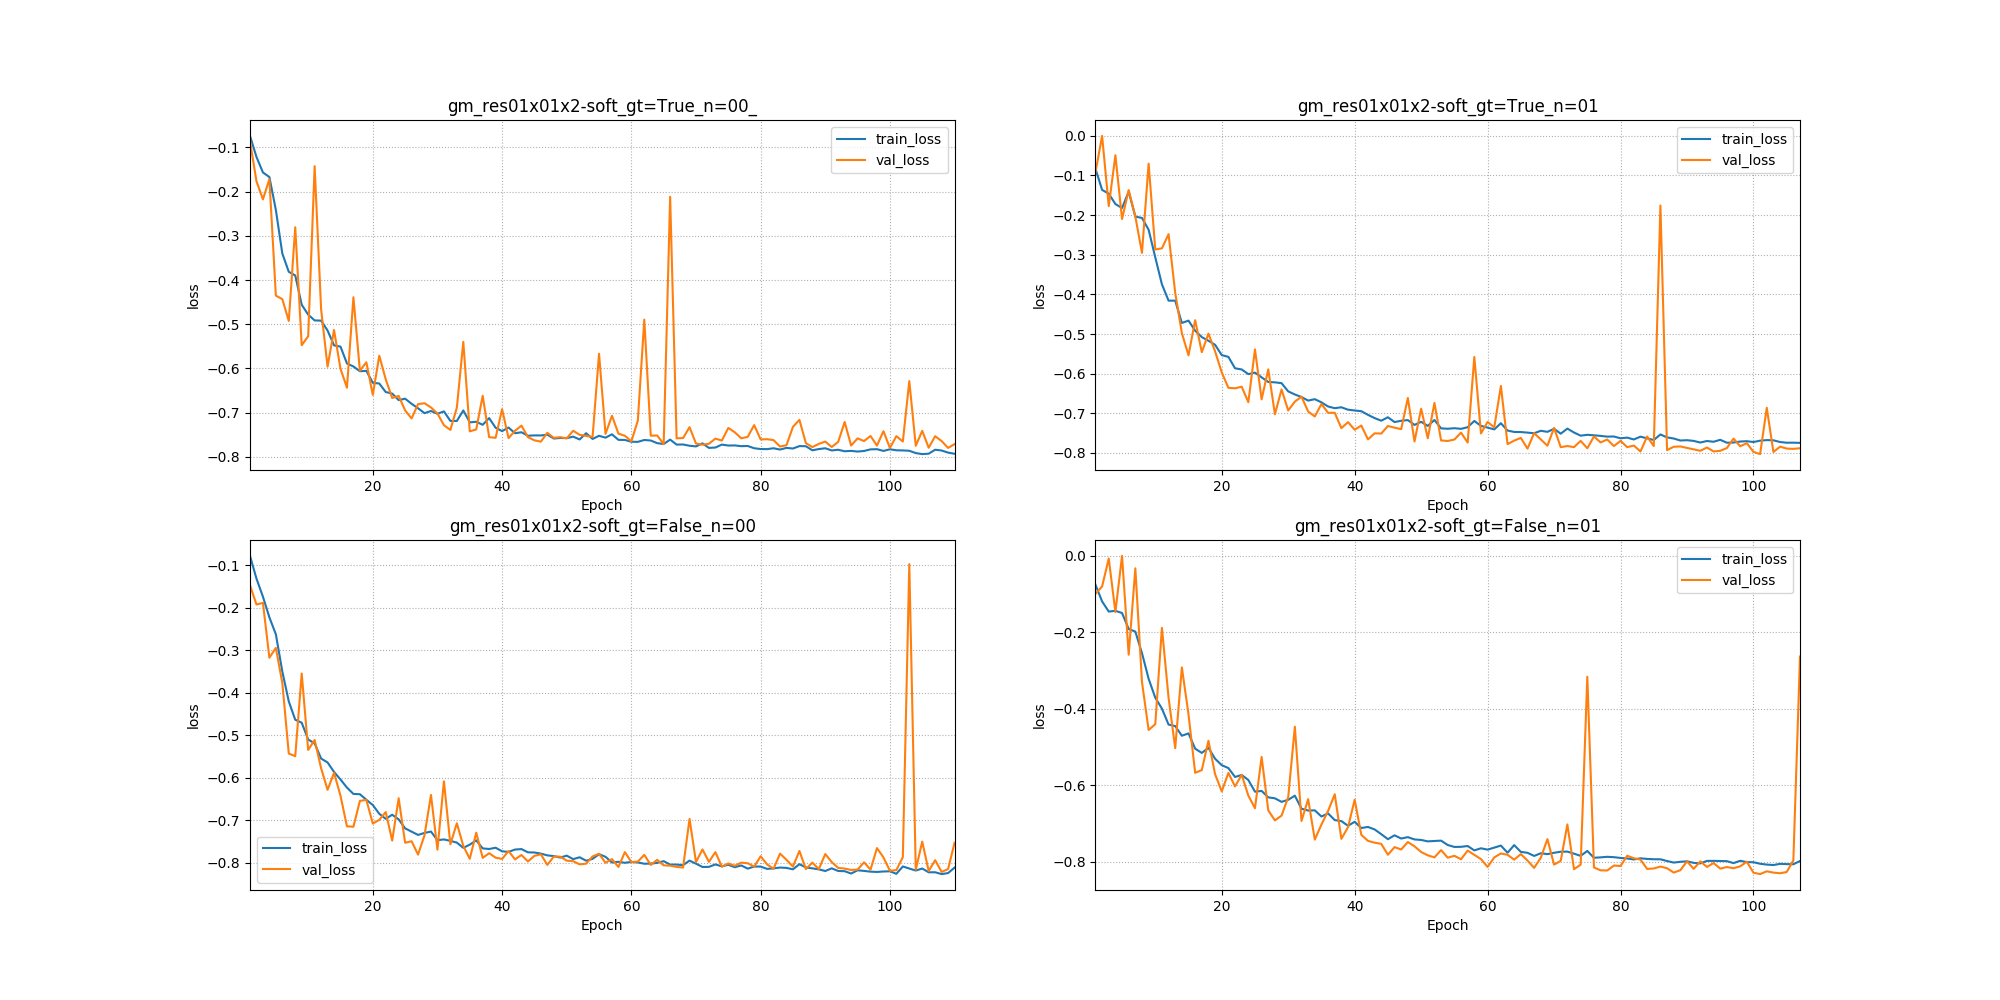 gm_res01x01x2-soft_gt=True_n=00_
train_loss
val_loss
−0.1
−0.2
−0.3
−0.4
−0.5
−0.6
−0.7
−0.8
loss
20
40
60
80
100
Epoch
gm_res01x01x2-soft_gt=True_n=01
train_loss
val_loss
0.0
−0.1
−0.2
−0.3
−0.4
−0.5
−0.6
−0.7
−0.8
loss
20
40
60
80
100
Epoch
gm_res01x01x2-soft_gt=False_n=00
−0.1
−0.2
−0.3
−0.4
−0.5
−0.6
−0.7
−0.8
loss
train_loss
val_loss
20
40
60
80
100
Epoch
gm_res01x01x2-soft_gt=False_n=01
train_loss
val_loss
0.0
−0.2
−0.4
−0.6
−0.8
loss
20
40
60
80
100
Epoch